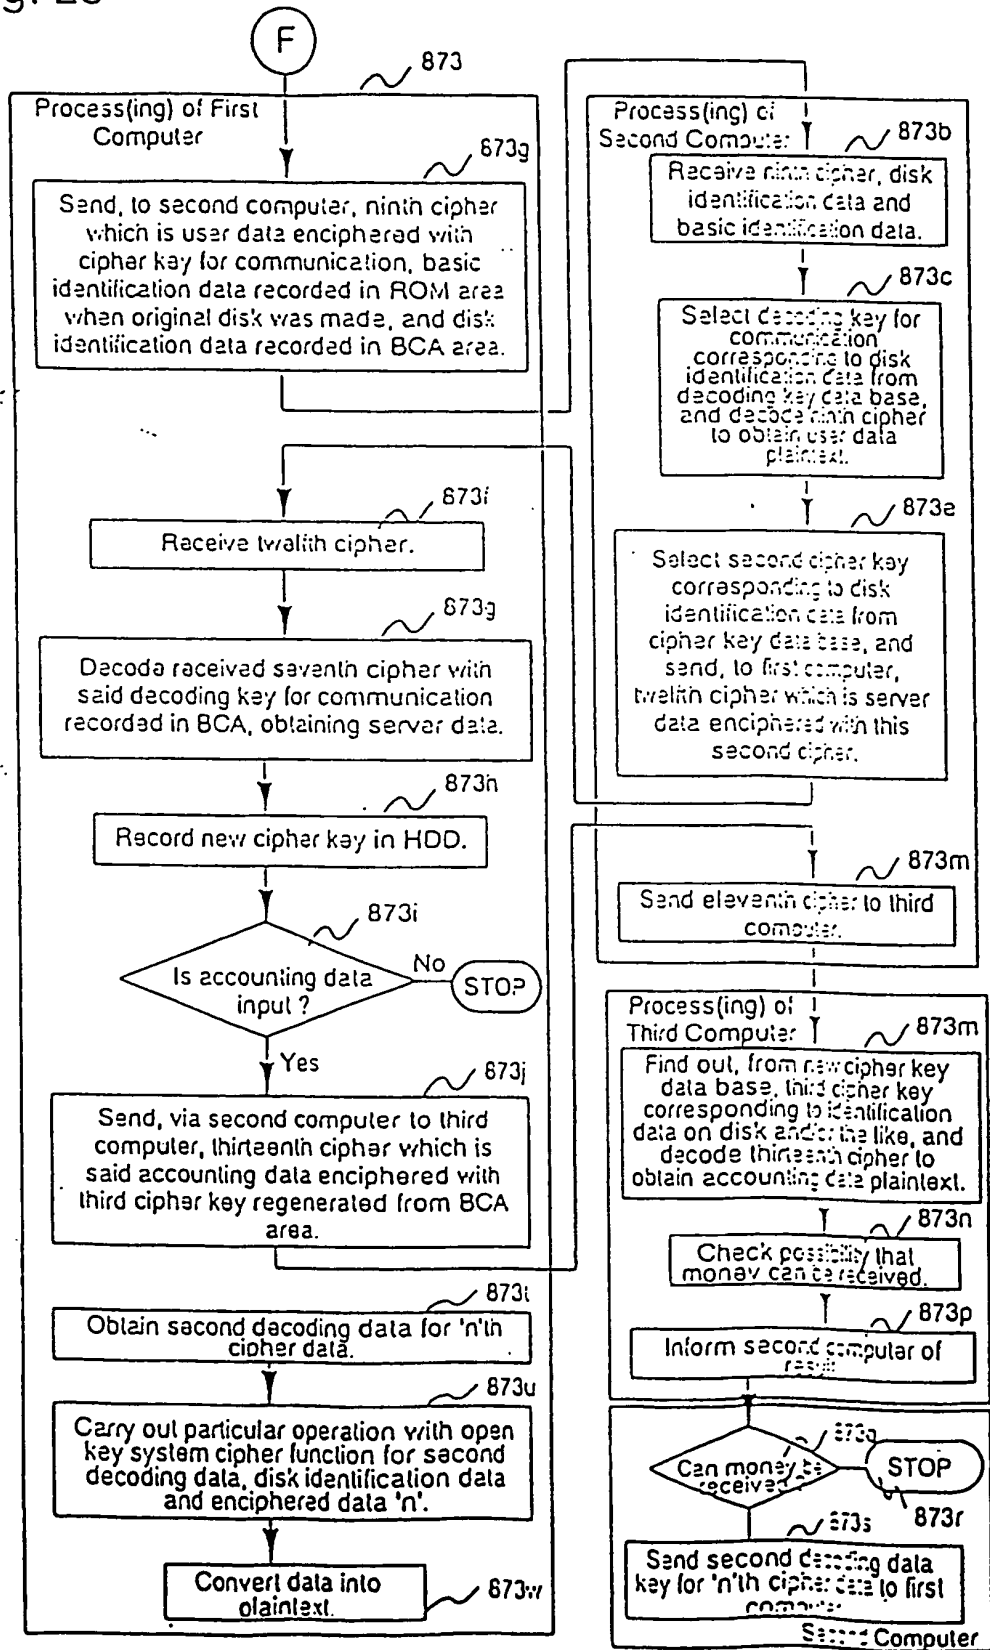 g. 28
F
873
Process(ing) of First
Computer
873g
Send, to second computer, ninth cipher
which is user data enciphered with
cipher key for communication, basic
identification data recorded in ROM area
when original disk was made, and disk
identification data recorded in BCA area.
873f
Receive twelfth cipher.
873g
Decode received seventh cipher with
said decoding key for communication
recorded in BCA, obtaining server data.
873h
Record new cipher key in HDD.
873i
Is accounting data
input ?
No
STOP
Yes
873j
Send, via second computer to third
computer, thirteenth cipher which is
said accounting data enciphered with
third cipher key regenerated from BCA
area.
873t
Obtain second decoding data for 'n'th
cipher data.
873u
Carry out particular operation with open
key system cipher function for second
decoding data, disk identification data
and enciphered data 'n'.
Convert data into
plaintext.
873w
Process(ing) of
Second Computer
873b
Receive ninth cipher, disk
identification data and
basic identification data.
873c
Select decoding key for
communication
corresponding to disk
identification data from
decoding key data base,
and decode ninth cipher
to obtain user data
plaintext.
873e
Select second cipher key
corresponding to disk
identification data from
cipher key data base, and
send, to first computer,
twelfth cipher which is server
data enciphered with this
second cipher.
873m
Send eleventh cipher to third
computer.
Process(ing) of
Third Computer
873m
Find out, from new cipher key
data base, third cipher key
corresponding to identification
data on disk and/or the like, and
decode thirteenth cipher to
obtain accounting data plaintext.
873n
Check possibility that
money can be received.
873p
Inform second computer of
result
873q
Can money be
received
STOP
873r
873s
Send second decoding data
key for 'n'th cipher data to first
computer
Second Computer